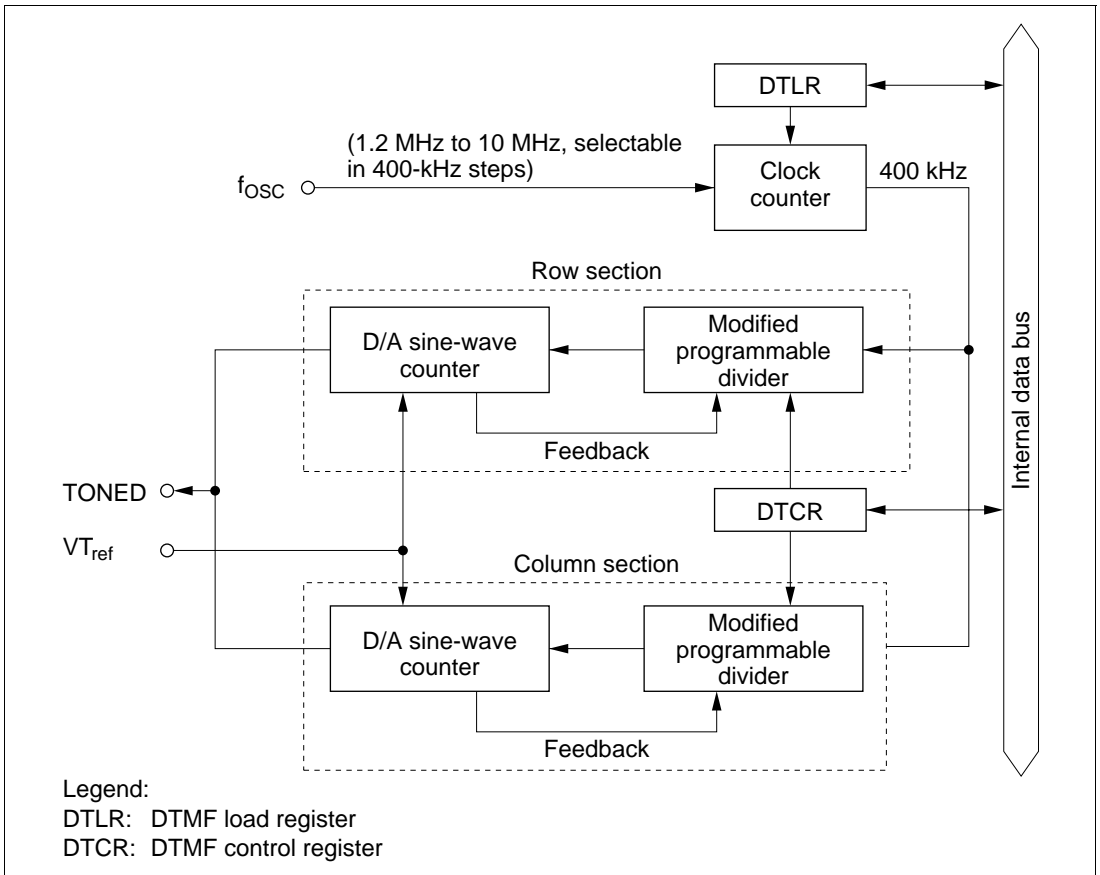 DTLR
(1.2 MHz to 10 MHz, selectable
in 400-kHz steps)
fOSC
Clock
counter
400 kHz
Internal data bus
Row section
D/A sine-wave
counter
Modified
programmable
divider
Feedback
TONED
DTCR
VTref
Column section
D/A sine-wave
counter
Modified
programmable
divider
Feedback
Legend:
DTLR: DTMF load register
DTCR: DTMF control register